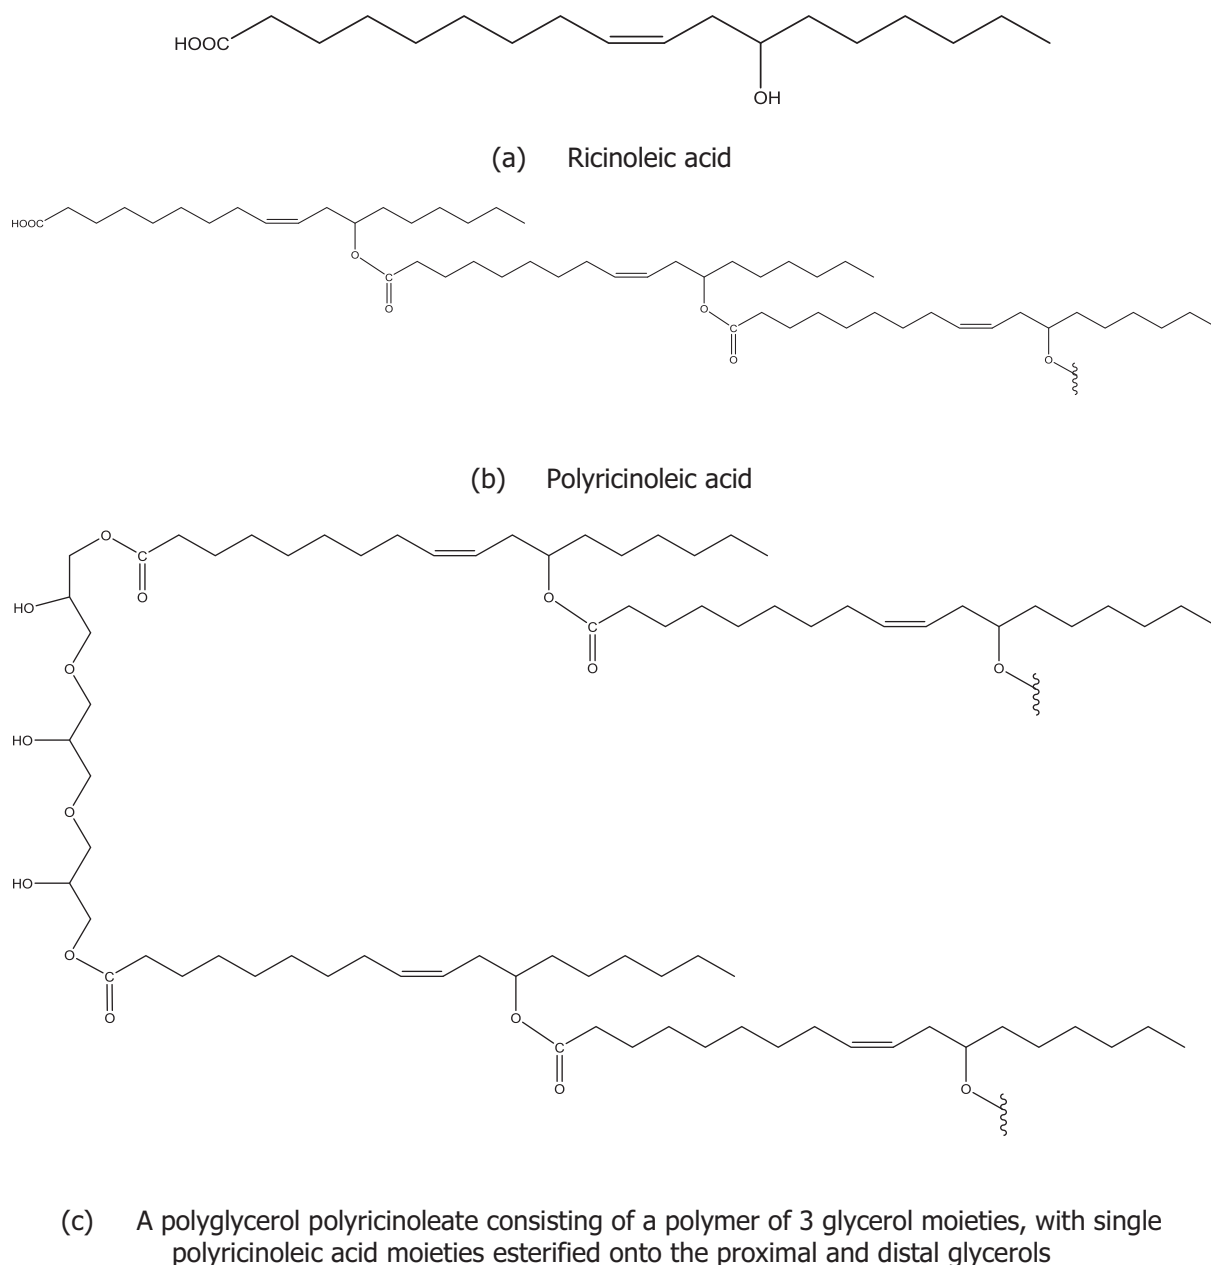 HOOC
OH
(a) Ricinoleic acid
HOOC
O
C
O
O
C
O
O
(b) Polyricinoleic acid
O
C
O
HO
O
C
O
O
O
HO
O
HO
O
C
O
O
C
O
O
(c) A polyglycerol polyricinoleate consisting of a polymer of 3 glycerol moieties, with single
polyricinoleic acid moieties esterified onto the proximal and distal glycerols